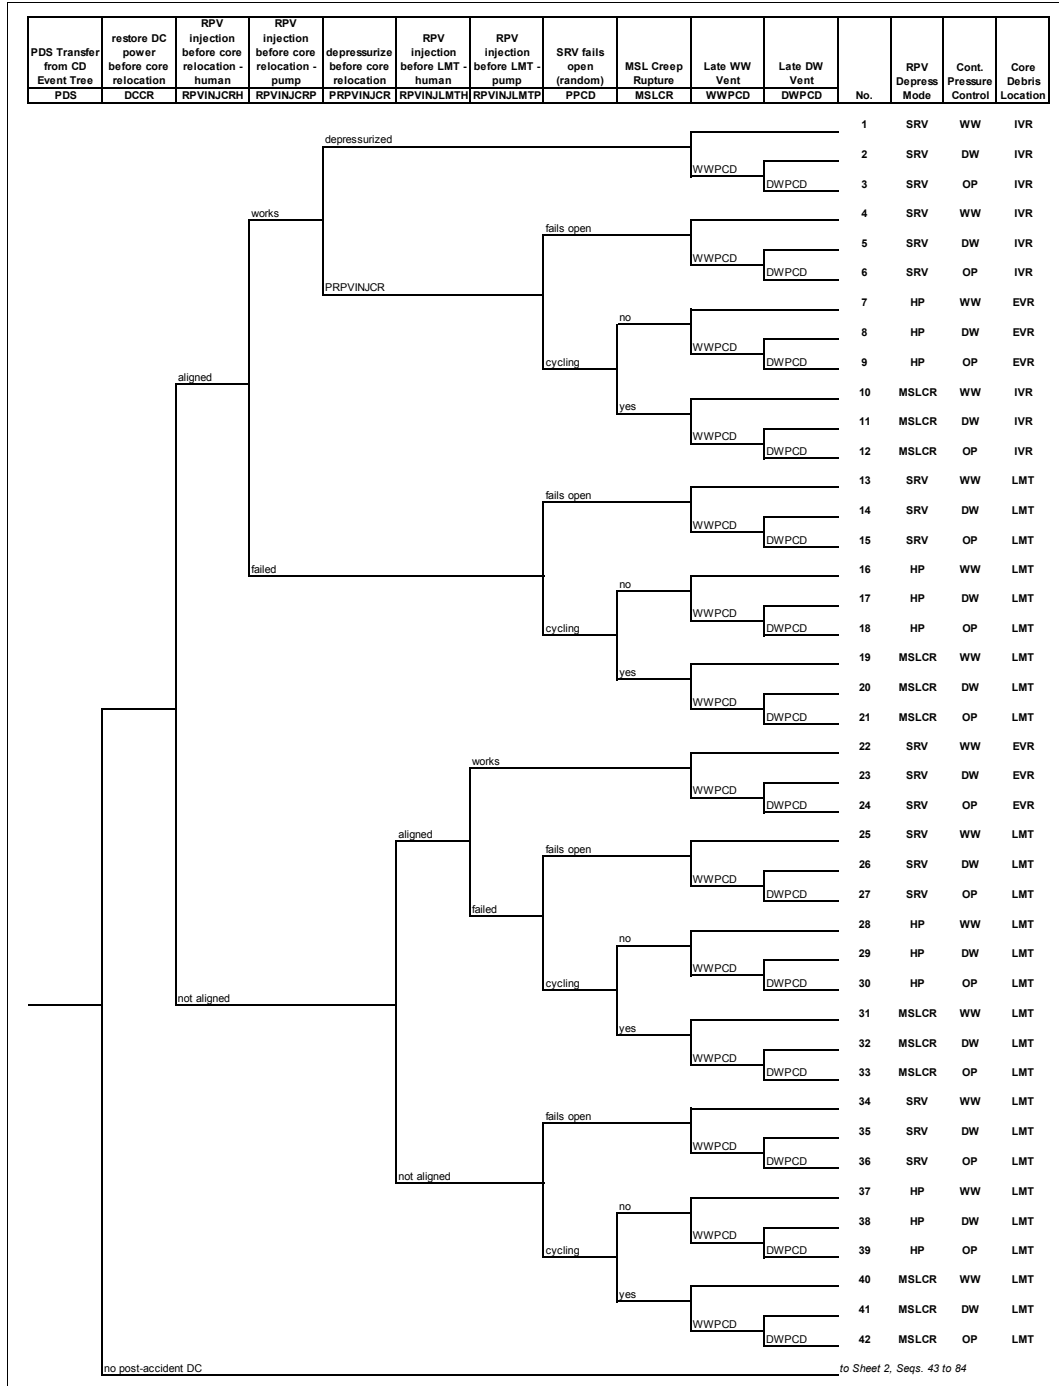 PDS Transfer
from CD
Event Tree
PDS
restore DC
power
before core
relocation
DCCR
RPV
injection
before core
relocation -
human
RPVINJCRH
RPV
injection
before core
relocation -
pump
RPVINJCRP
depressurize
before core
relocation
PRPVINJCR
RPV
injection
before LMT -
human
RPVINJLMTH
RPV
injection
before LMT -
pump
RPVINJLMTP
SRV fails
open
(random)
PPCD
MSL Creep
Rupture
MSLCR
Late WW
Vent
WWPCD
Late DW
Vent
DWPCD
No.
RPV
Depress
Mode
Cont.
Pressure
Control
Core
Debris
Location
1 SRV WW IVR
depressurized
2 SRV DW IVR
WWPCD
DWPCD
3 SRV OP IVR
works
4 SRV WW IVR
fails open
5 SRV DW IVR
WWPCD
DWPCD
6 SRV OP IVR
PRPVINJCR
7 HP WW EVR
no
8 HP DW EVR
WWPCD
cycling
DWPCD
9 HP OP EVR
aligned
10 MSLCR WW IVR
yes
11 MSLCR DW IVR
WWPCD
DWPCD
12 MSLCR OP IVR
13 SRV WW LMT
fails open
14 SRV DW LMT
WWPCD
DWPCD
15 SRV OP LMT
failed
16 HP WW LMT
no
17 HP DW LMT
WWPCD
cycling
DWPCD
18 HP OP LMT
19 MSLCR WW LMT
yes
20 MSLCR DW LMT
WWPCD
DWPCD
21 MSLCR OP LMT
22 SRV WW EVR
works
23 SRV DW EVR
WWPCD
DWPCD
24 SRV OP EVR
aligned
25 SRV WW LMT
fails open
26 SRV DW LMT
WWPCD
DWPCD
27 SRV OP LMT
failed
28 HP WW LMT
no
29 HP DW LMT
WWPCD
cycling
DWPCD
30 HP OP LMT
not aligned
31 MSLCR WW LMT
yes
32 MSLCR DW LMT
WWPCD
DWPCD
33 MSLCR OP LMT
34 SRV WW LMT
fails open
35 SRV DW LMT
WWPCD
DWPCD
36 SRV OP LMT
not aligned
37 HP WW LMT
no
38 HP DW LMT
WWPCD
cycling
DWPCD
39 HP OP LMT
40 MSLCR WW LMT
yes
41 MSLCR DW LMT
WWPCD
DWPCD
42 MSLCR OP LMT
no post-accident DC
to Sheet 2, Seqs. 43 to 84